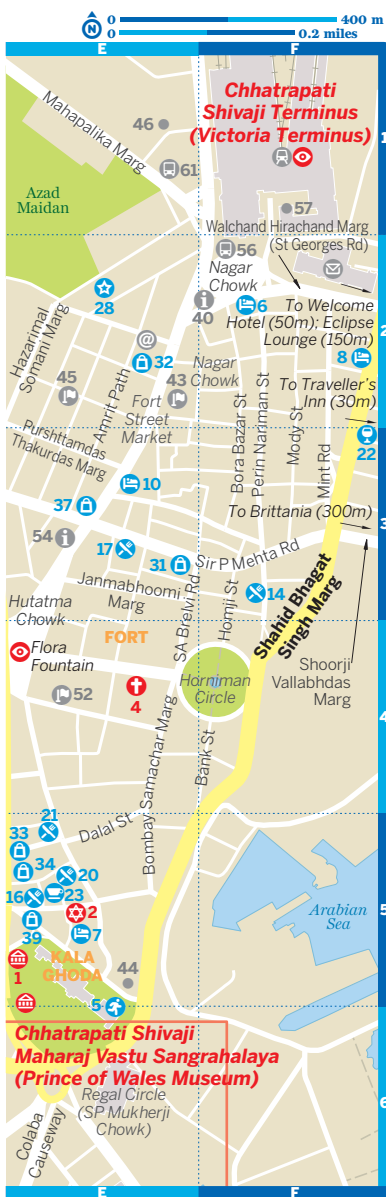 N
0 400 m
0 0.2 miles
E F
Chhatrapati
Shivaji Terminus
(Victoria Terminus)
1
Mahapalika Marg
46
61
Azad
Maidan
57
Walchand Hirachand Marg
(St Georges Rd)
56
Nagar
Chowk
28
40
6
To Welcome
Hotel (50m); Eclipse
Lounge (150m)
2
Hazarimal
Somani Marg
@
32
Nagar
Chowk
8
To Traveller's
Inn (30m)
45
43
Amrit Path
Fort
Street
Market
Bora Bazar St
Perin Nariman St
Mody St
Mint Rd
22
Purshttamdas
Thakurdas Marg
10
37
To Brittania (300m)
3
54
17
31
Sir P Mehta Rd
Janmabhoomi
Marg
14
SA Brelvi Rd
Homji St
Shahid Bhagat
Singh Marg
Hutatma
Chowk
FORT
Flora
Fountain
Shoorji
Vallabhdas
Marg
Horniman
Circle
52
4
4
Bombay Samachar Marg
Bank St
21
Dalal St
33
34
20
16
23
2
39
7
Arabian
Sea
5
KALA
GHODA
1
44
5
Chhatrapati Shivaji
Maharaj Vastu Sangrahalaya
(Prince of Wales Museum)
Regal Circle
(SP Mukherji
Chowk)
6
Colaba
Causeway
E F